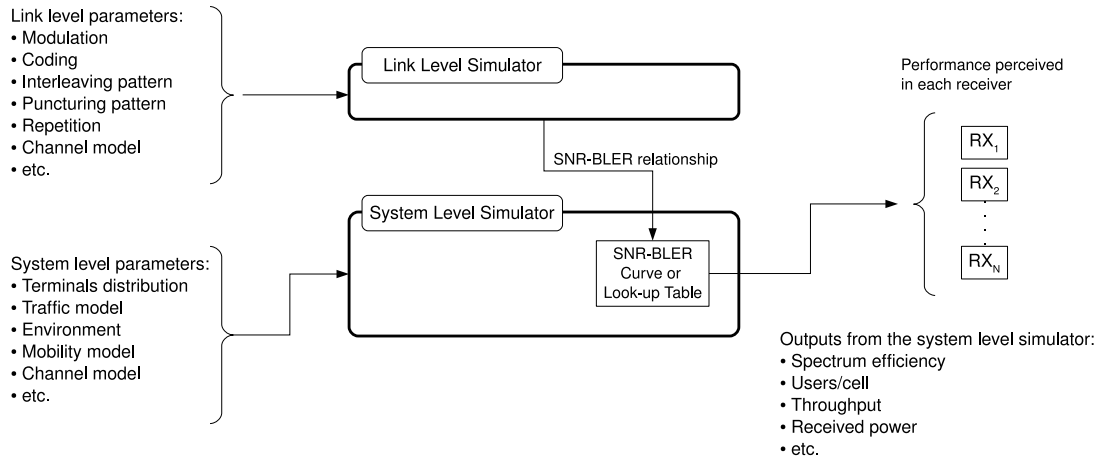 Link level parameters:
• Modulation
• Coding
• Interleaving pattern
• Puncturing pattern
• Repetition
• Channel model
• etc.
Link Level Simulator
SNR-BLER relationship
System Level Simulator
SNR-BLER
Curve or
Look-up Table
System level parameters:
• Terminals distribution
• Traffic model
• Environment
• Mobility model
• Channel model
• etc.
Performance perceived
in each receiver
RX1
RX2
RXN
Outputs from the system level simulator:
• Spectrum efficiency
• Users/cell
• Throughput
• Received power
• etc.